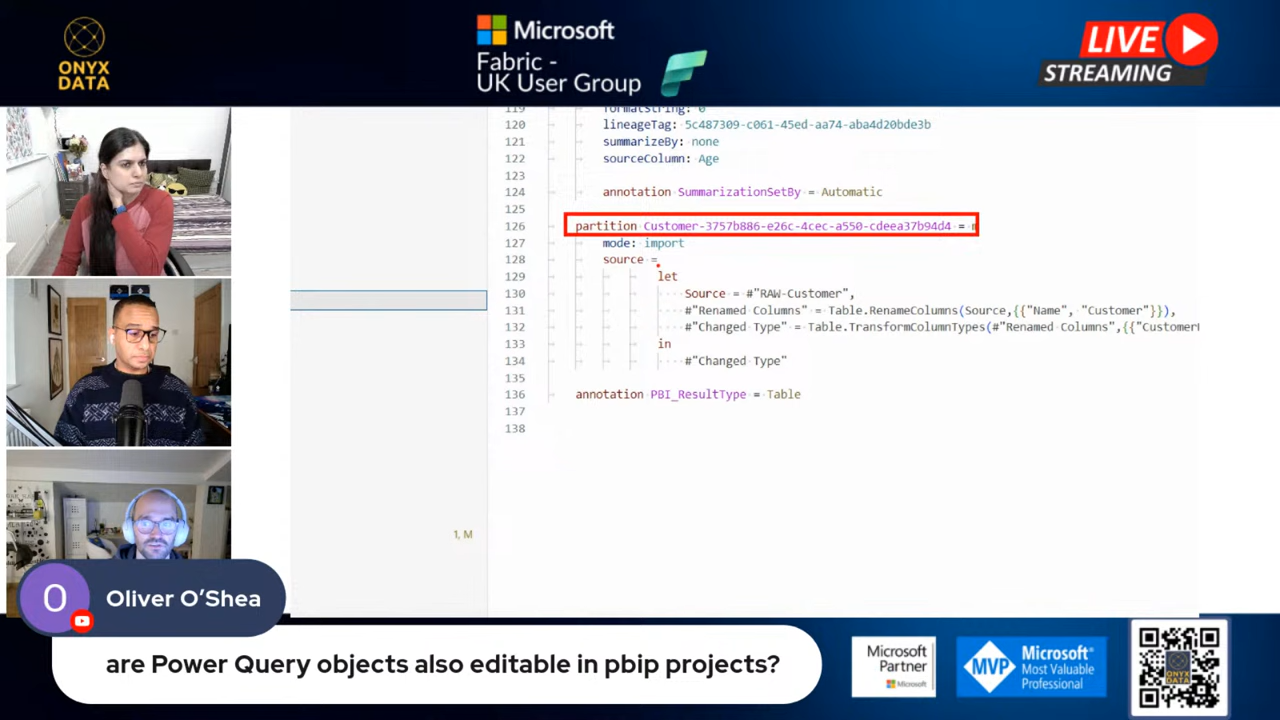 ONYX
DATA
Microsoft
Fabric -
UK User Group
LIVE
STREAMING
119 formatString: 0
120 lineageTag: 5c487309-c061-45ed-aa74-aba4d20bde3b
121 summarizeBy: none
122 sourceColumn: Age
123
124 annotation SummarizationSetBy = Automatic
125
126 partition Customer-3757b886-e26c-4cec-a550-cdeea37b94d4 =
127 mode: import
128 source =
129 let
130 Source = #"RAW-Customer",
131 #"Renamed Columns" = Table.RenameColumns(Source,{{"Name", "Customer"}}),
132 #"Changed Type" = Table.TransformColumnTypes(#"Renamed Columns",{{"Customer
133 in
134 #"Changed Type"
135
136 annotation PBI_ResultType = Table
137
138
1, M
O
Oliver O'Shea
are Power Query objects also editable in pbip projects?
Microsoft
Partner
Microsoft
MVP
Microsoft®
Most Valuable
Professional
ONYX
DATA